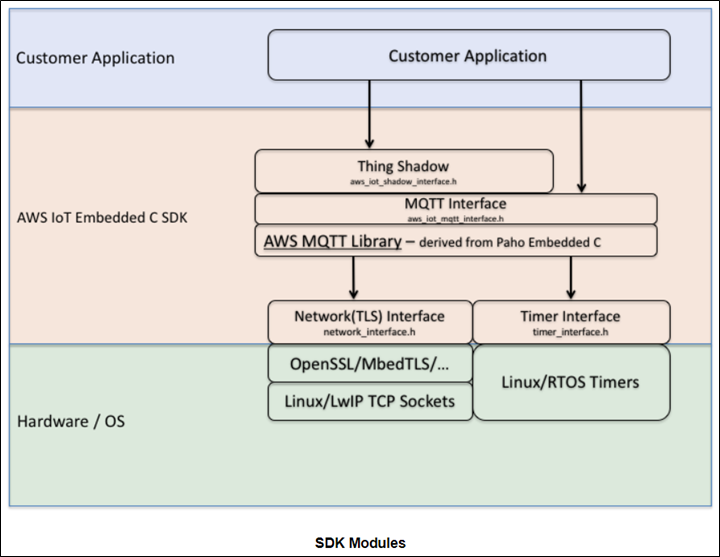 Customer Application
Customer Application
Thing Shadow
aws_iot_shadow_interface.h
MQTT Interface
aws_iot_mqtt_interface.h
AWS IoT Embedded C SDK
AWS MQTT Library – derived from Paho Embedded C
Network(TLS) Interface
network_interface.h
Timer Interface
timer_interface.h
OpenSSL/MbedTLS/...
Linux/RTOS Timers
Linux/LwIP TCP Sockets
Hardware / OS
SDK Modules